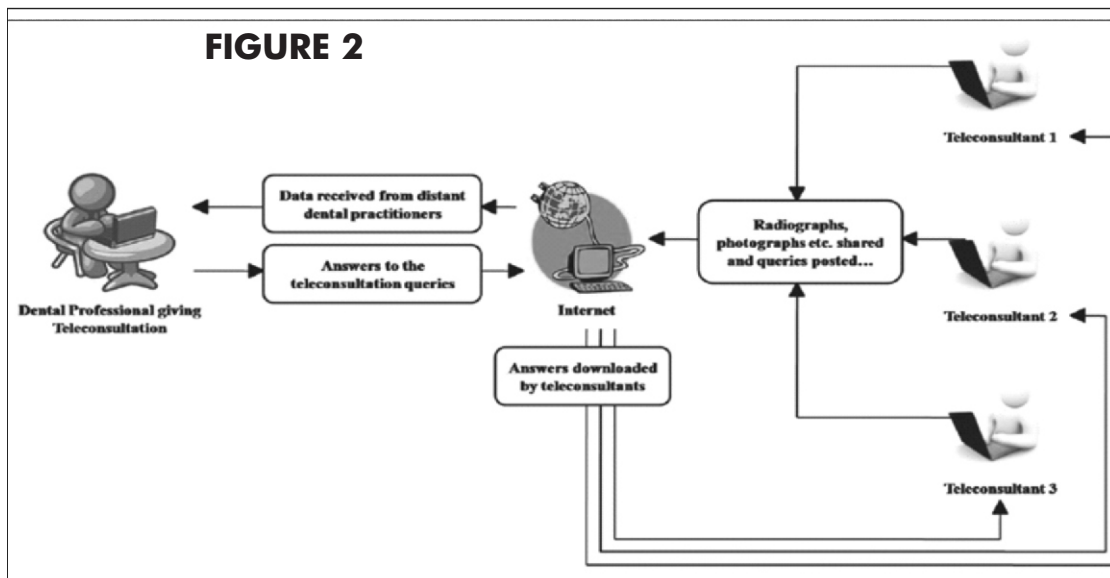 FIGURE 2
Data received from distant
dental practitioners
Answers to the
teleconsultation queries
Dental Professional giving
Teleconsultation
Internet
Answers downloaded
by teleconsultants
Radiographs,
photographs etc. shared
and queries posted...
Teleconsultant 1
Teleconsultant 2
Teleconsultant 3